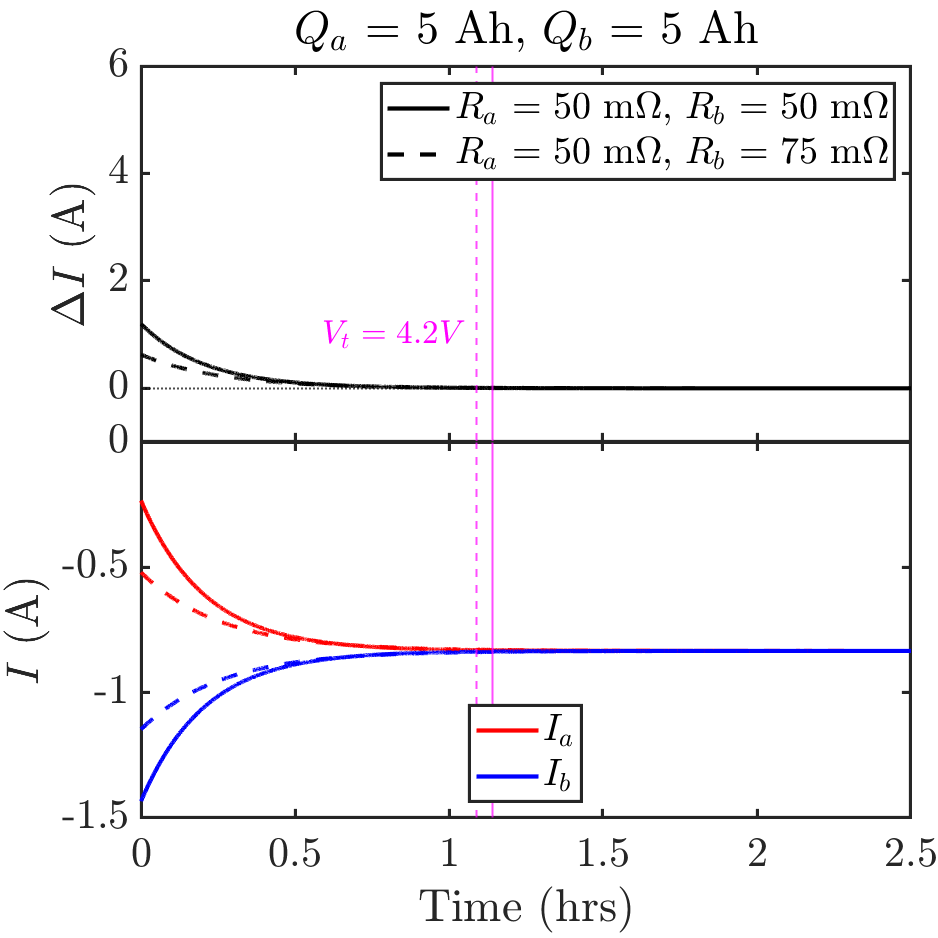 Q_a = 5 Ah, Q_b = 5 Ah
6
4
2
0
ΔI (A)
R_a = 50 mΩ, R_b = 50 mΩ
R_a = 50 mΩ, R_b = 75 mΩ
V_t = 4.2V
0
-0.5
-1
-1.5
I (A)
I_a
I_b
0 0.5 1 1.5 2 2.5
Time (hrs)